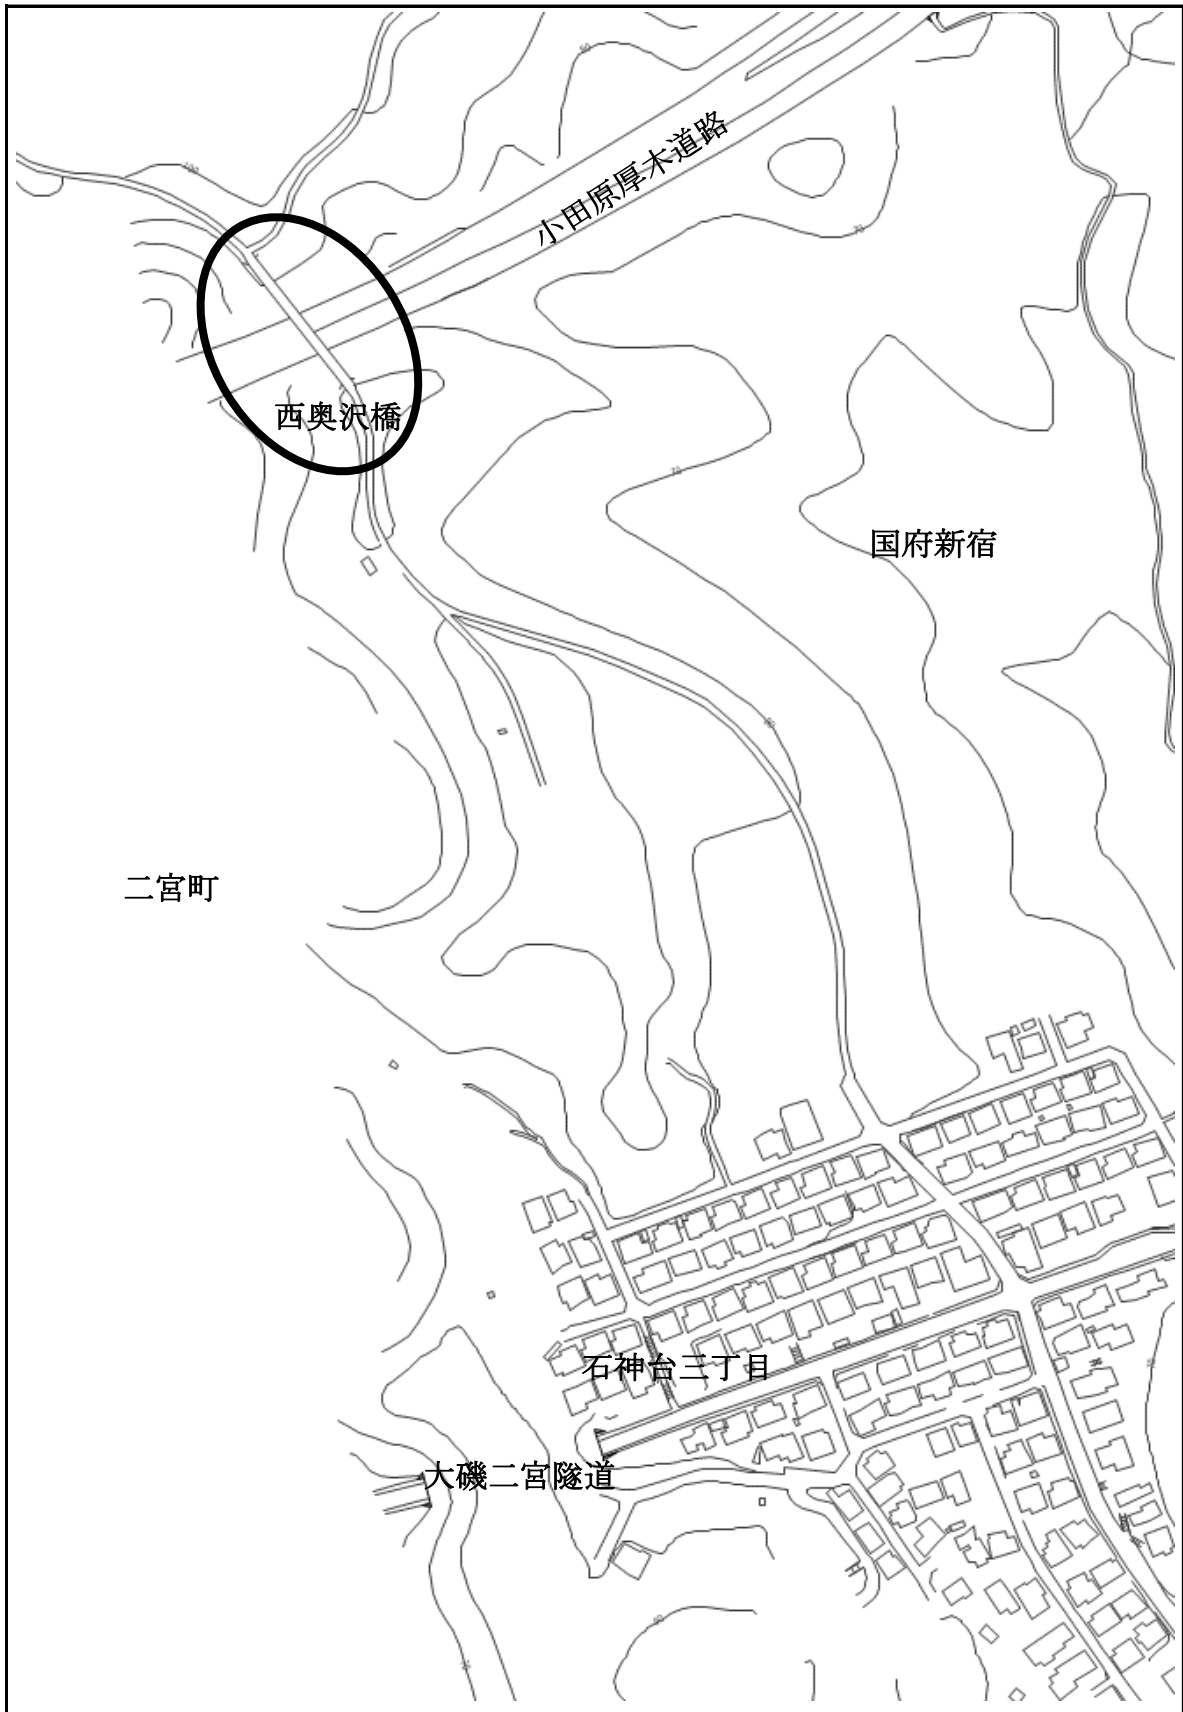 小田原厚木道路
西奥沢橋
国府新宿
二宮町
石神台三丁目
大磯二宮隧道